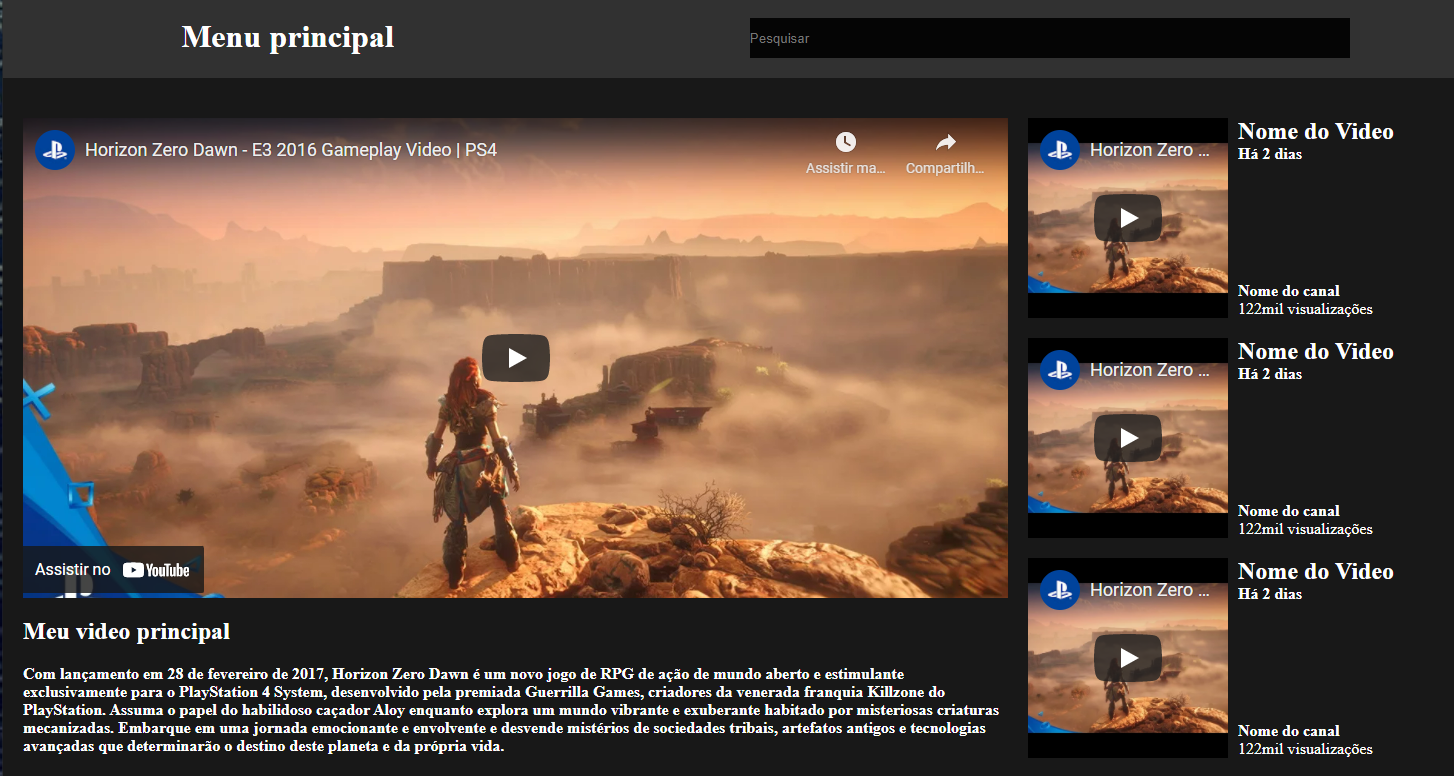 Menu principal
Pesquisar
Horizon Zero Dawn - E3 2016 Gameplay Video | PS4
Assistir ma...
Compartilh...
Assistir no YouTube
Meu video principal
Com lançamento em 28 de fevereiro de 2017, Horizon Zero Dawn é um novo jogo de RPG de ação de mundo aberto e estimulante
exclusivamente para o PlayStation 4 System, desenvolvido pela premiada Guerrilla Games, criadores da venerada franquia Killzone do
PlayStation. Assuma o papel do habilidoso caçador Aloy enquanto explora um mundo vibrante e exuberante habitado por misteriosas criaturas
mecanizadas. Embarque em uma jornada emocionante e envolvente e desvende mistérios de sociedades tribais, artefatos antigos e tecnologias
avançadas que determinarão o destino deste planeta e da própria vida.
Horizon Zero ...
Nome do Video
Há 2 dias
Nome do canal
122mil visualizações
Horizon Zero ...
Nome do Video
Há 2 dias
Nome do canal
122mil visualizações
Horizon Zero ...
Nome do Video
Há 2 dias
Nome do canal
122mil visualizações